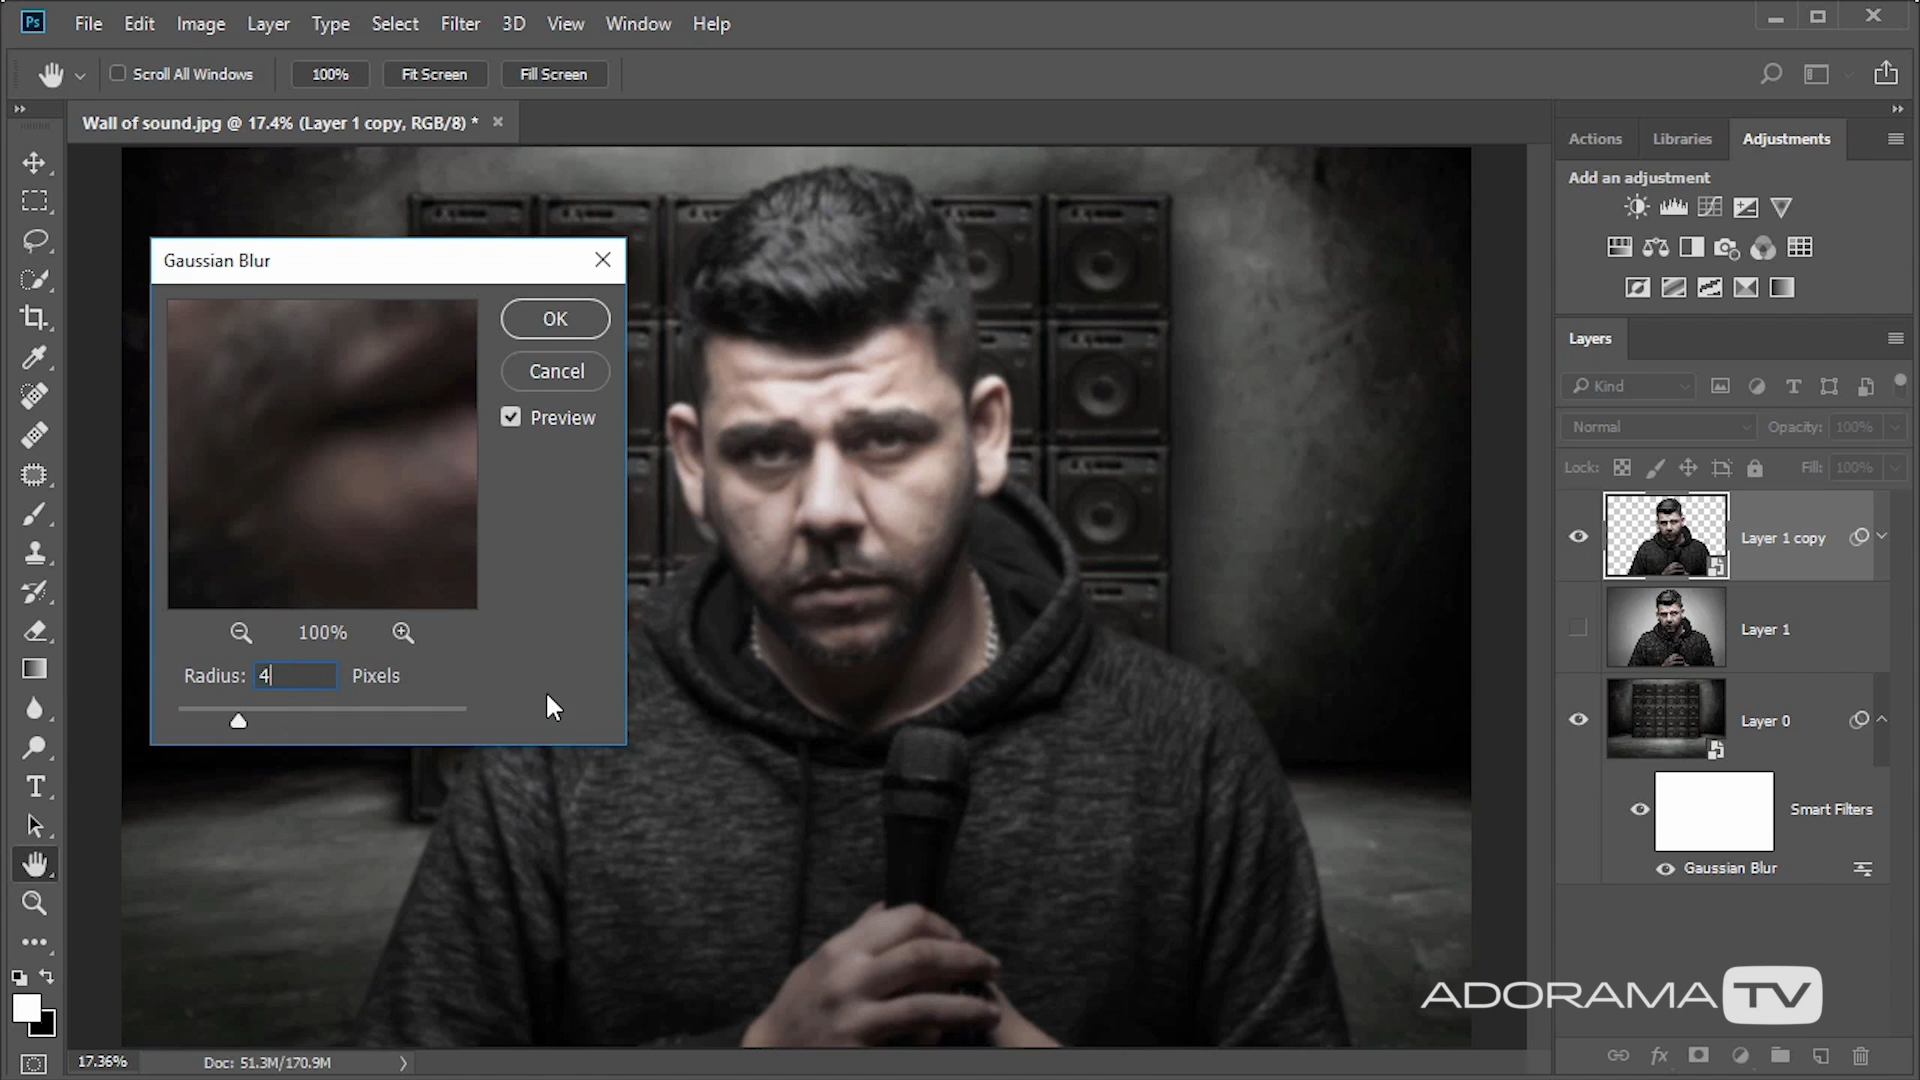 Ps File Edit Image Layer Type Select Filter 3D View Window Help
Scroll All Windows 100% Fit Screen Fill Screen
Wall of sound.jpg @ 17.4% (Layer 1 copy, RGB/8) *
Actions Libraries Adjustments
Add an adjustment
Gaussian Blur
OK
Cancel
Preview
100%
Radius: 4 Pixels
Layers
Kind
Normal Opacity: 100%
Lock: Fill: 100%
Layer 1 copy
Layer 1
Layer 0
Smart Filters
Gaussian Blur
ADORAMA TV
17.36% Doc: 51.3M/170.9M
fx